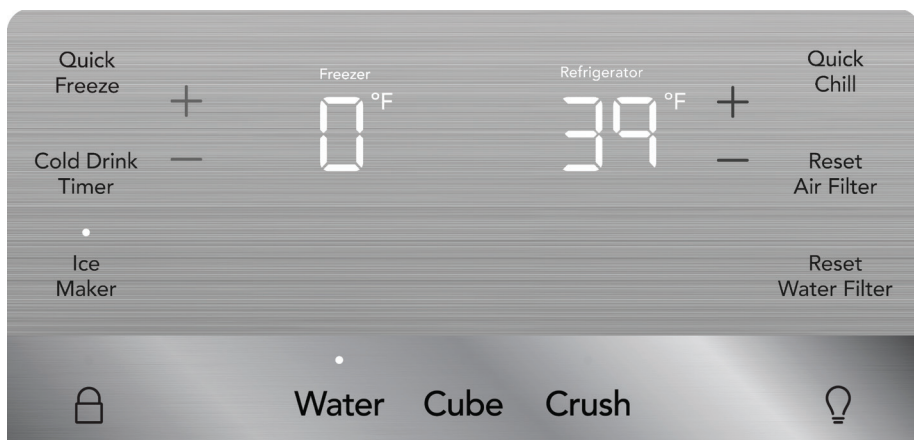 Quick
Freeze
Freezer
0°F
Refrigerator
39°F
Quick
Chill
Cold Drink
Timer
Reset
Air Filter
Ice
Maker
Reset
Water Filter
Water
Cube
Crush